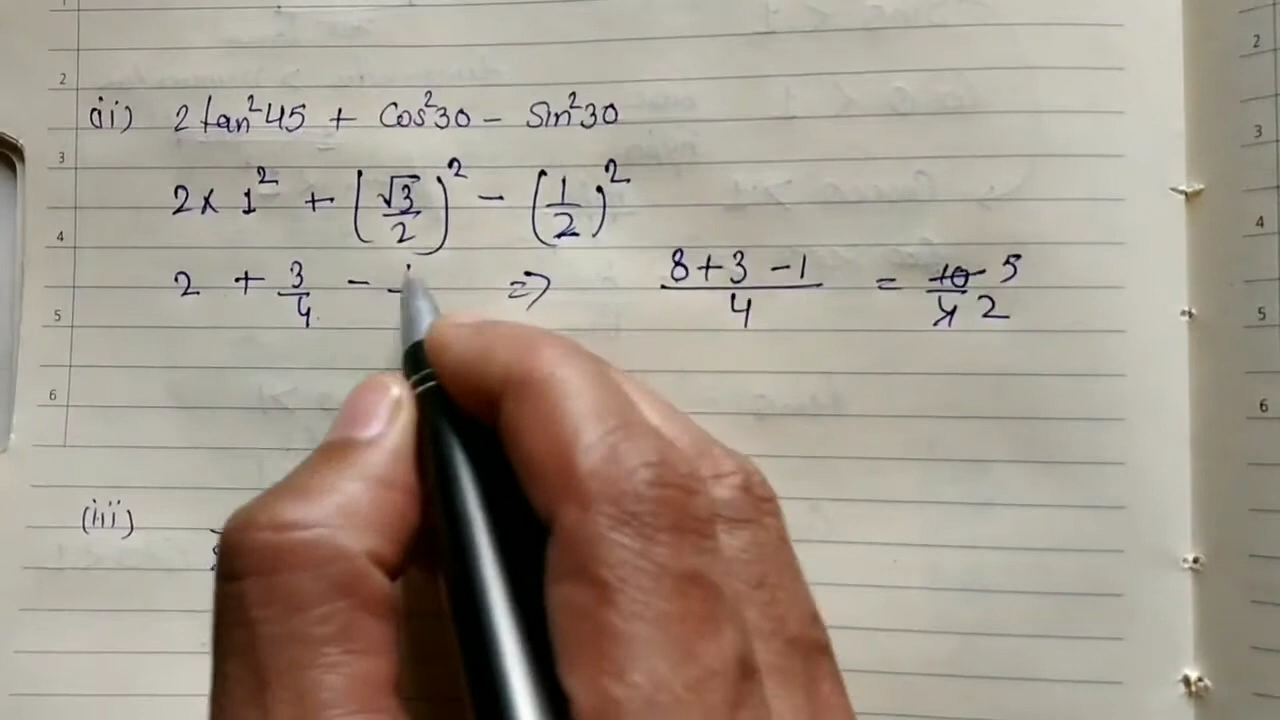 1
2
ii) 2 tan²45 + Cos²30 – Sin²30
3
2 × 1² + (√3/2)² – (1/2)²
4
2 + 3/4 – ⇒ (8+3-1)/4 = 10/4 5/2
5
6
(iii)
2
3
4
5
6